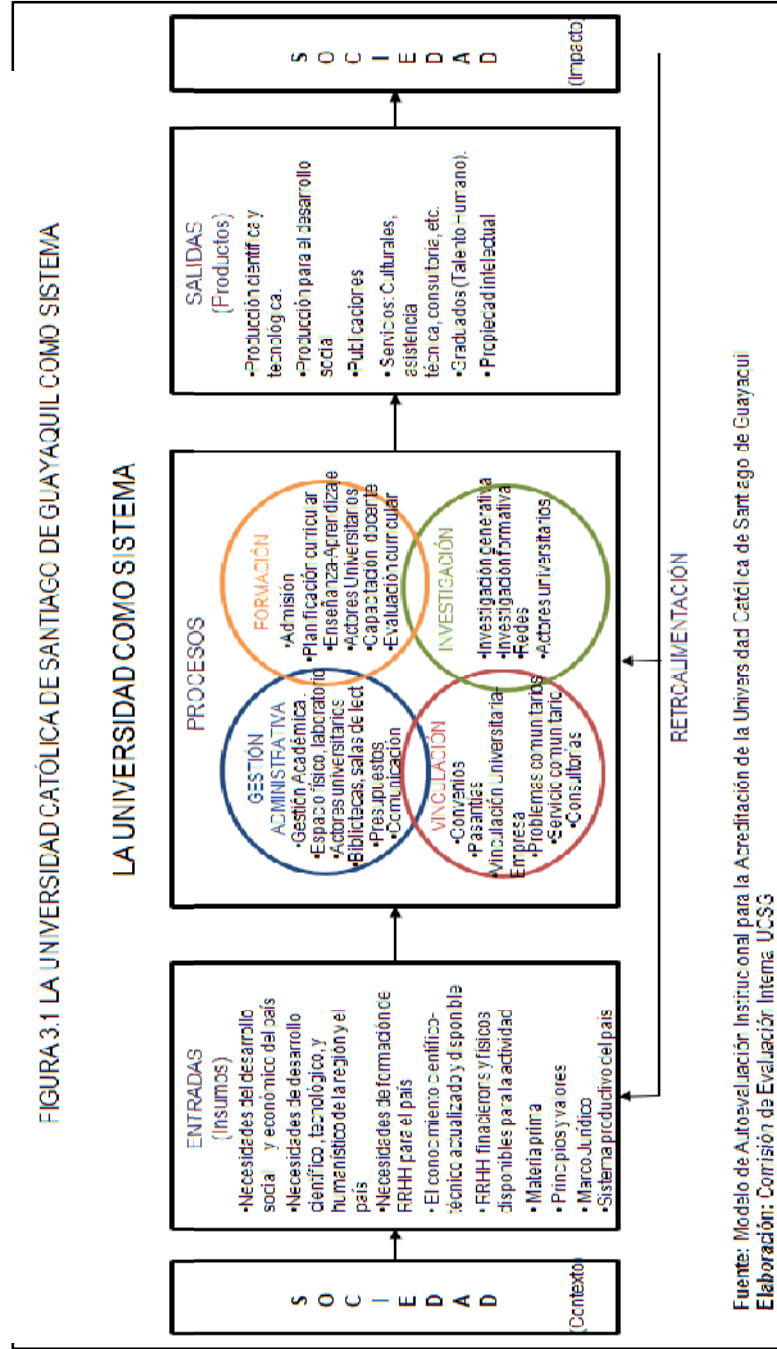 FIGURA 3.1 LA UNIVERSIDAD CATÓLICA DE SANTIAGO DE GUAYAQUIL COMO SISTEMA
LA UNIVERSIDAD COMO SISTEMA
S
O
C
I
E
D
A
D
(Contexto)
ENTRADAS
(Insumos)
•Necesidades del desarrollo
social y económico del país
•Necesidades de desarrollo
científico, tecnológico, y
humanístico de la región y el
país
•Necesidades de formación de
RRHH para el país
• El conocimiento científico-
técnico actualizado y disponible
• RRHH finacierons y físicos
disponibles para la actividad
• Materia prima
• Principios y valores
• Marco Jurídico
•Sistema productivo del país
PROCESOS
GESTIÓN
ADMINISTRATIVA
•Gestión Académica.
•Espacio físico, laboratorio
•Actores universitarios
•Bibliotecas, salas de lect
•Presupuestos
•Comunicación
FORMACIÓN
•Admisión
•Planificación curricular
•Enseñanza-Aprendizaje
•Actores Universitarios
•Capacitación docente
•Evaluación curricular
VINCULACIÓN
•Convenios
•Pasantías
•Vinculación Universitaria-
Empresa
•Problemas comunitarios
•Servicio comunitario
•Consultorías
INVESTIGACIÓN
•Investigación generativa
•Investigación formativa
•Redes
•Actores universitarios
SALIDAS
(Productos)
•Producción científica y
tecnológica.
•Producción para el desarrollo
social
•Publicaciones
• Servicios: Culturales,
asistencia
técnica, consultoría, etc.
•Graduados (Talento Humano).
• Propiedad Intelectual
S
O
C
I
E
D
A
D
(Impacto)
RETROALIMENTACIÓN
Fuente: Modelo de Autoevaluación Institucional para la Acreditación de la Universidad Católica de Santiago de Guayaquil
Elaboración: Comisión de Evaluación Interna UCSG